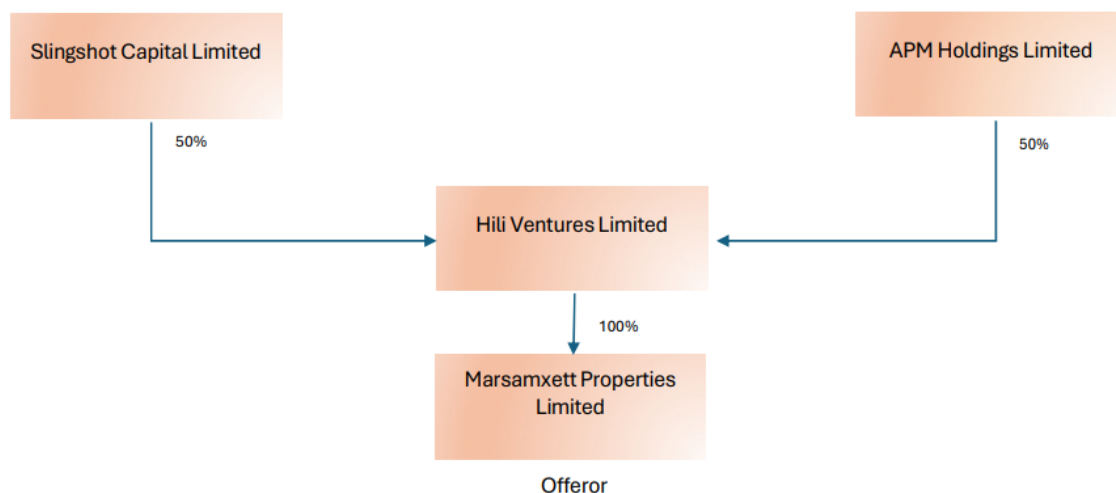 Slingshot Capital Limited
APM Holdings Limited
50%
50%
Hili Ventures Limited
100%
Marsamxett Properties
Limited
Offeror